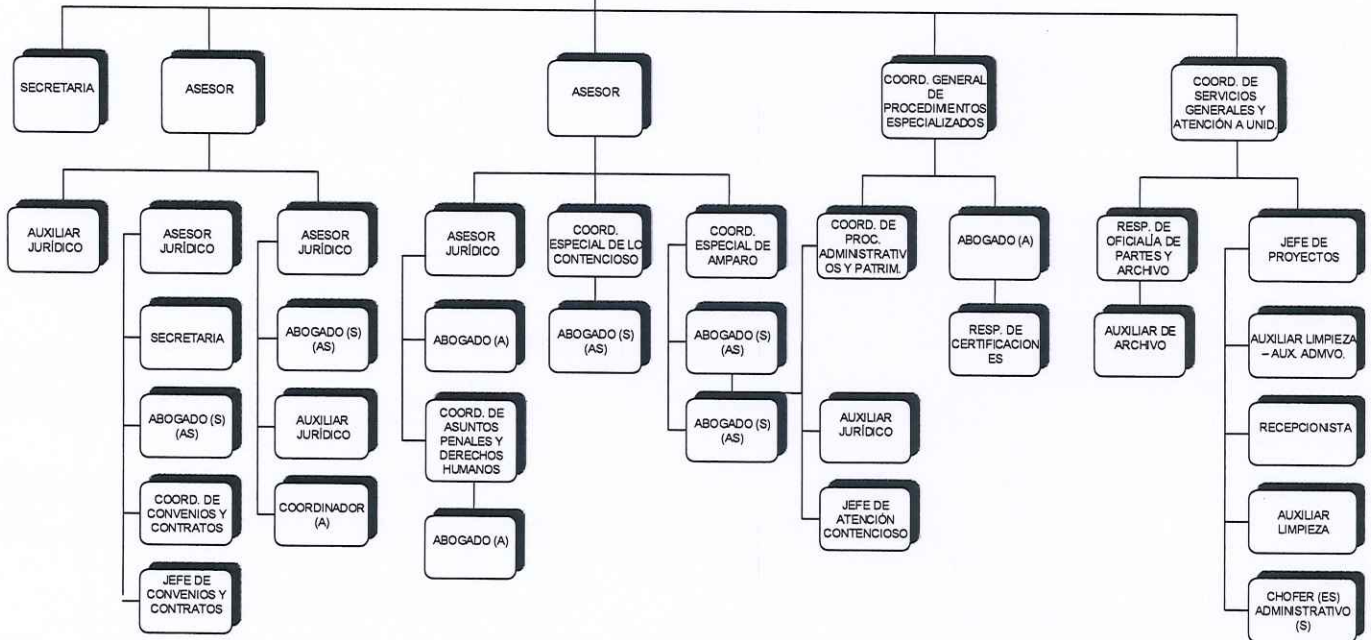 SECRETARIA
ASESOR
ASESOR
COORD. GENERAL
DE
PROCEDIMIENTOS
ESPECIALIZADOS
COORD. DE
SERVICIOS
GENERALES Y
ATENCIÓN A UNID.
AUXILIAR
JURÍDICO
ASESOR
JURÍDICO
ASESOR
JURÍDICO
ASESOR
JURÍDICO
COORD.
ESPECIAL DE LO
CONTENCIOSO
COORD.
ESPECIAL DE
AMPARO
COORD. DE
PROC.
ADMINISTRATIV
OS Y PATRIM.
ABOGADO (A)
RESP. DE
OFICIALÍA DE
PARTES Y
ARCHIVO
JEFE DE
PROYECTOS
SECRETARIA
ABOGADO (S)
(AS)
ABOGADO (A)
ABOGADO (S)
(AS)
ABOGADO (S)
(AS)
RESP. DE
CERTIFICACION
ES
AUXILIAR DE
ARCHIVO
AUXILIAR LIMPIEZA
– AUX. ADMVO.
ABOGADO (S)
(AS)
AUXILIAR
JURÍDICO
COORD. DE
ASUNTOS
PENALES Y
DERECHOS
HUMANOS
ABOGADO (S)
(AS)
AUXILIAR
JURÍDICO
RECEPCIONISTA
COORD. DE
CONVENIOS Y
CONTRATOS
COORDINADOR
(A)
ABOGADO (A)
JEFE DE
ATENCIÓN
CONTENCIOSO
AUXILIAR
LIMPIEZA
JEFE DE
CONVENIOS Y
CONTRATOS
CHOFER (ES)
ADMINISTRATIVO
(S)